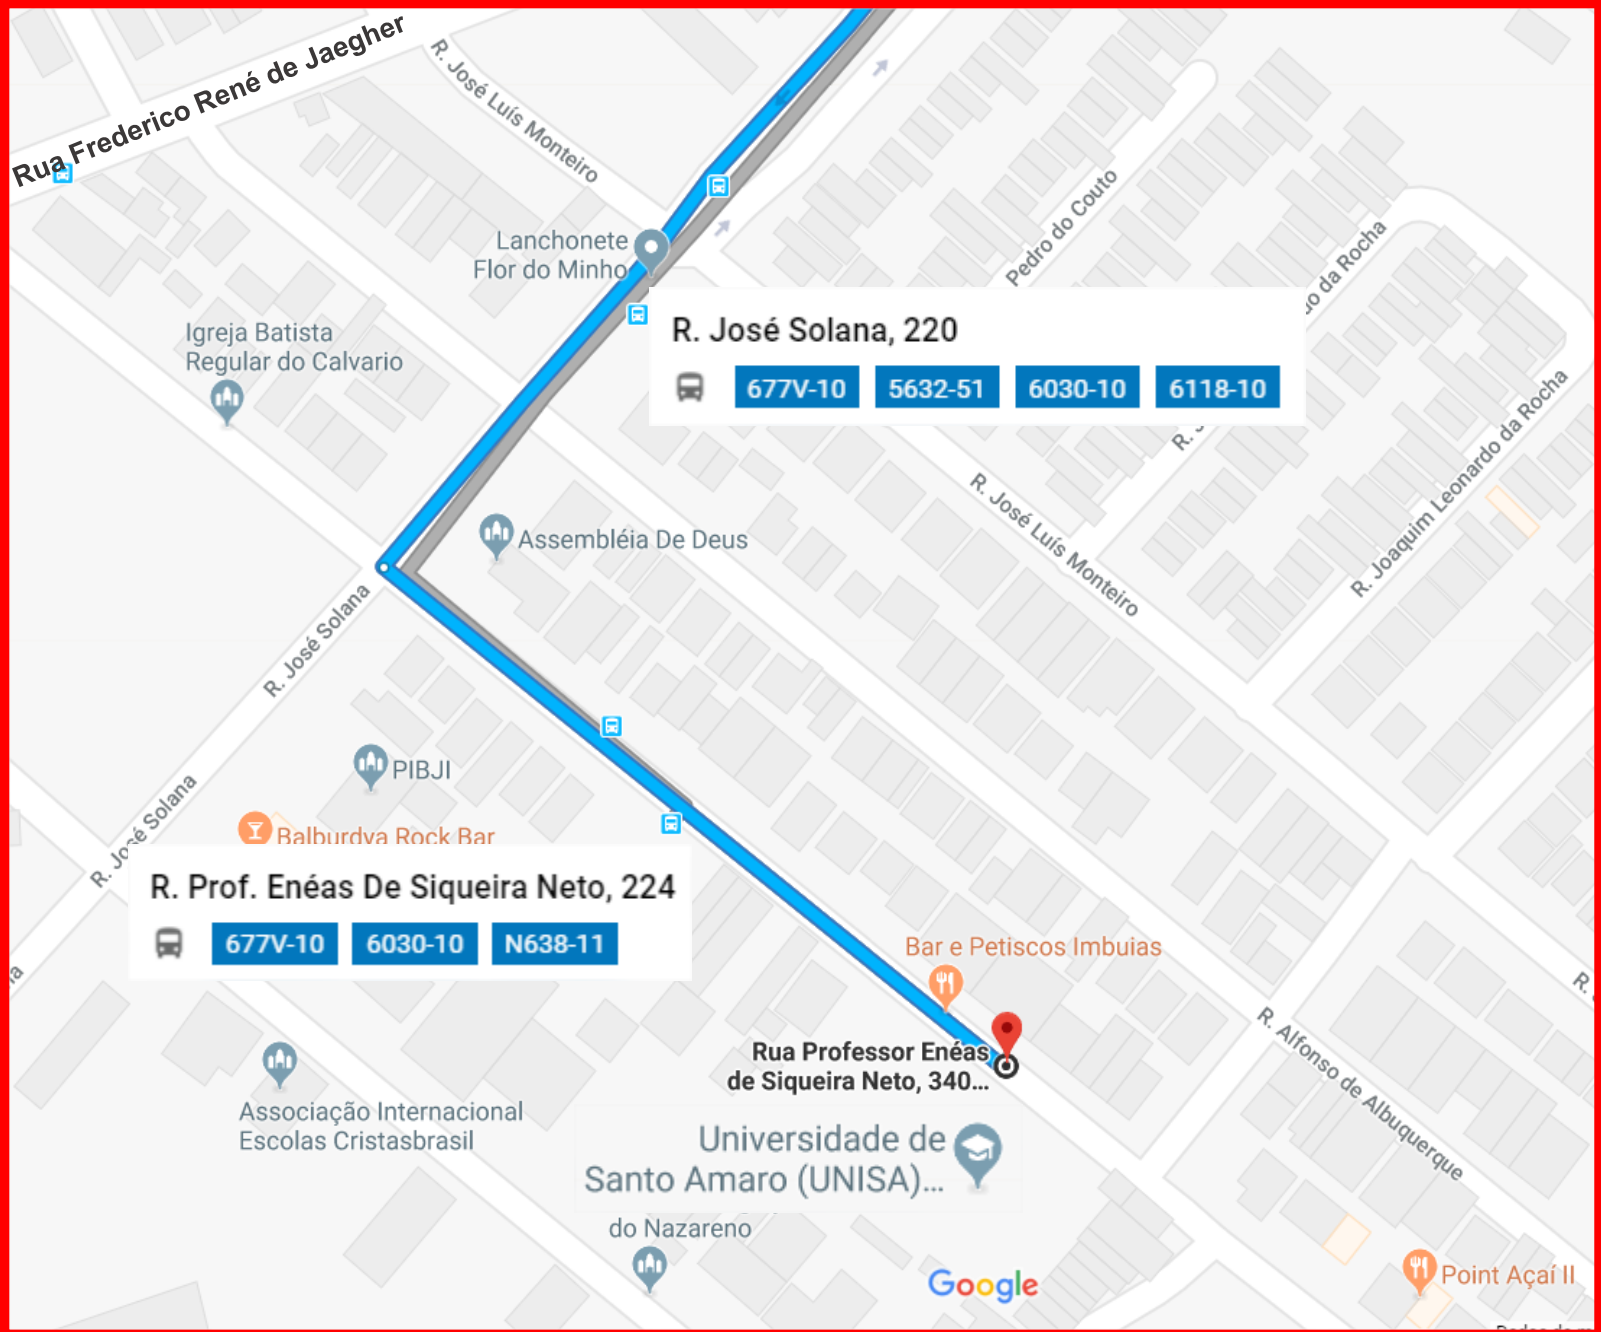 Rua Frederico René de Jaegher
R. José Luís Monteiro
Pedro do Couto
Lanchonete
Flor do Minho
do da Rocha
R. José Solana, 220
677V-10 5632-51 6030-10 6118-10
Igreja Batista
Regular do Calvario
R. Joaquim Leonardo da Rocha
R. José Luís Monteiro
Assembléia De Deus
R. José Solana
PIBJI
R. José Solana
Balburdya Rock Bar
R. Prof. Enéas De Siqueira Neto, 224
677V-10 6030-10 N638-11
Bar e Petiscos Imbuias
R. Alfonso de Albuquerque
Rua Professor Enéas
de Siqueira Neto, 340...
Associação Internacional
Escolas Cristasbrasil
Universidade de
Santo Amaro (UNISA)...
do Nazareno
Google
Point Açaí II